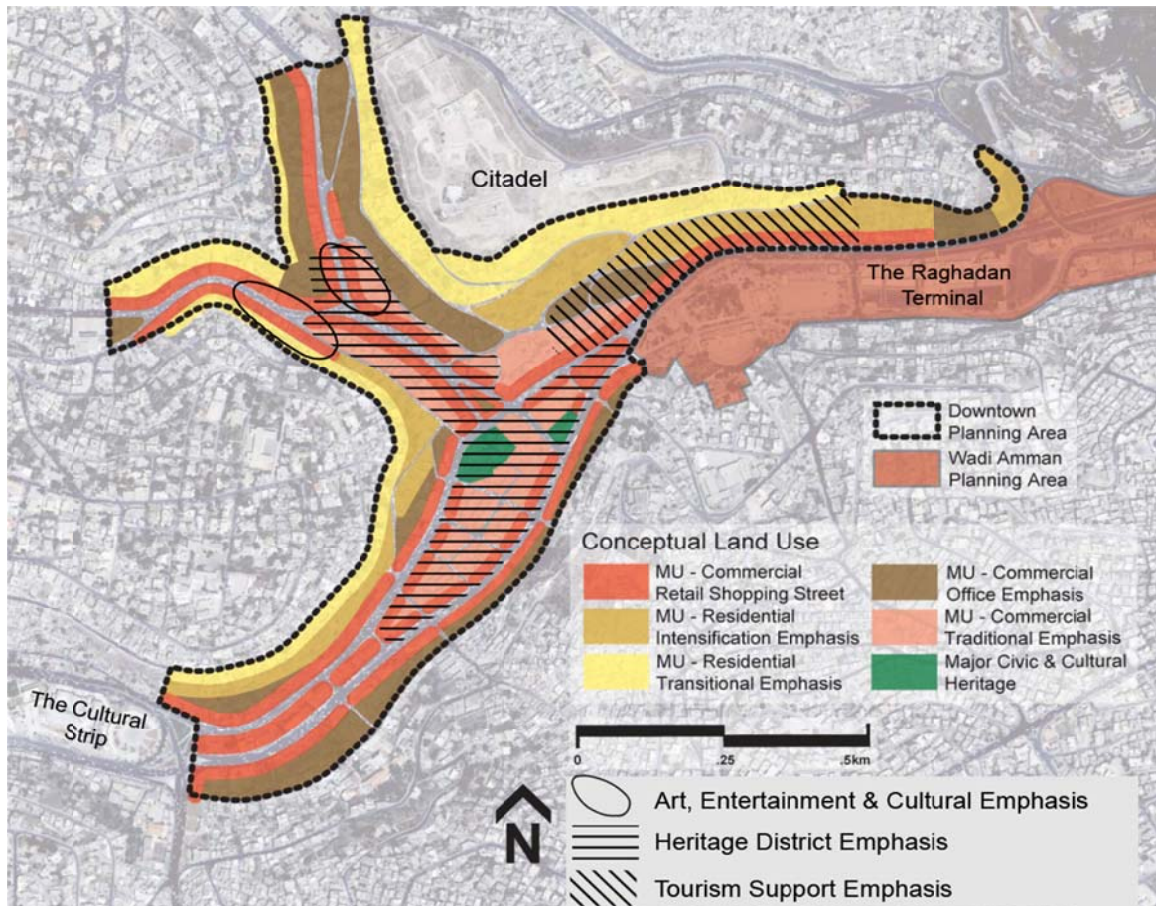 Citadel
The Raghadan
Terminal
Downtown
Planning Area
Wadi Amman
Planning Area
Conceptual Land Use
MU - Commercial
Retail Shopping Street
MU - Residential
Intensification Emphasis
MU - Residential
Transitional Emphasis
MU - Commercial
Office Emphasis
MU - Commercial
Traditional Emphasis
Major Civic & Cultural
Heritage
The Cultural
Strip
0 .25 .5km
N
Art, Entertainment & Cultural Emphasis
Heritage District Emphasis
Tourism Support Emphasis